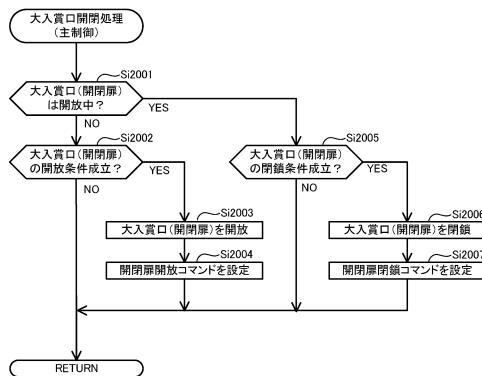 大入賞口開閉処理
(主制御)
Si2001
大入賞口(開閉扉)
は開放中?
YES
NO
Si2002
大入賞口(開閉扉)
の開放条件成立?
YES
NO
Si2005
大入賞口(開閉扉)
の閉鎖条件成立?
YES
NO
Si2003
大入賞口(開閉扉)を開放
Si2004
開閉扉開放コマンドを設定
Si2006
大入賞口(開閉扉)を閉鎖
Si2007
開閉扉閉鎖コマンドを設定
RETURN